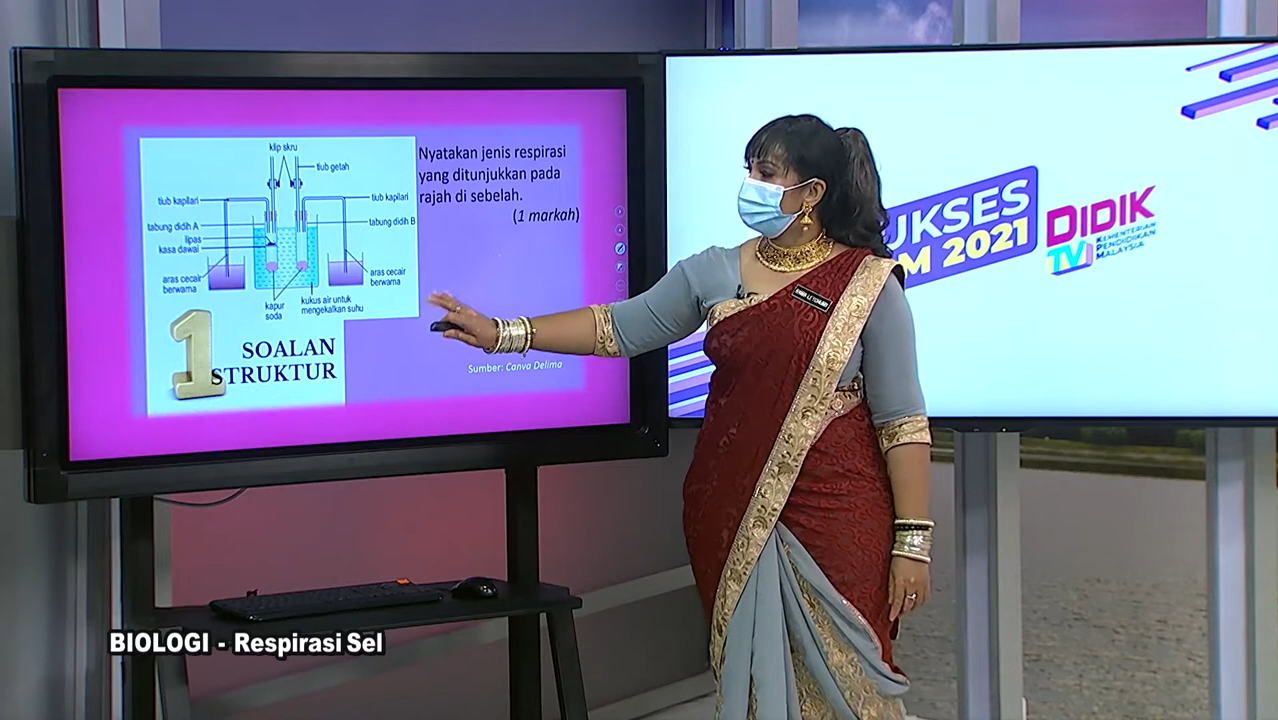 klip skru
tiub getah
tiub kapilari
tiub kapilari
tabung didih A
tabung didih B
lipas
kasa dawai
aras cecair
berwarna
aras cecair
berwarna
kapur
soda
kukus air untuk
mengekalkan suhu
Nyatakan jenis respirasi
yang ditunjukkan pada
rajah di sebelah.
(1 markah)
1
SOALAN
STRUKTUR
Sumber: Canva Delima
UKSES
M 2021
DIDIK
TV
KEMENTERIAN
PENDIDIKAN
MALAYSIA
BIOLOGI - Respirasi Sel